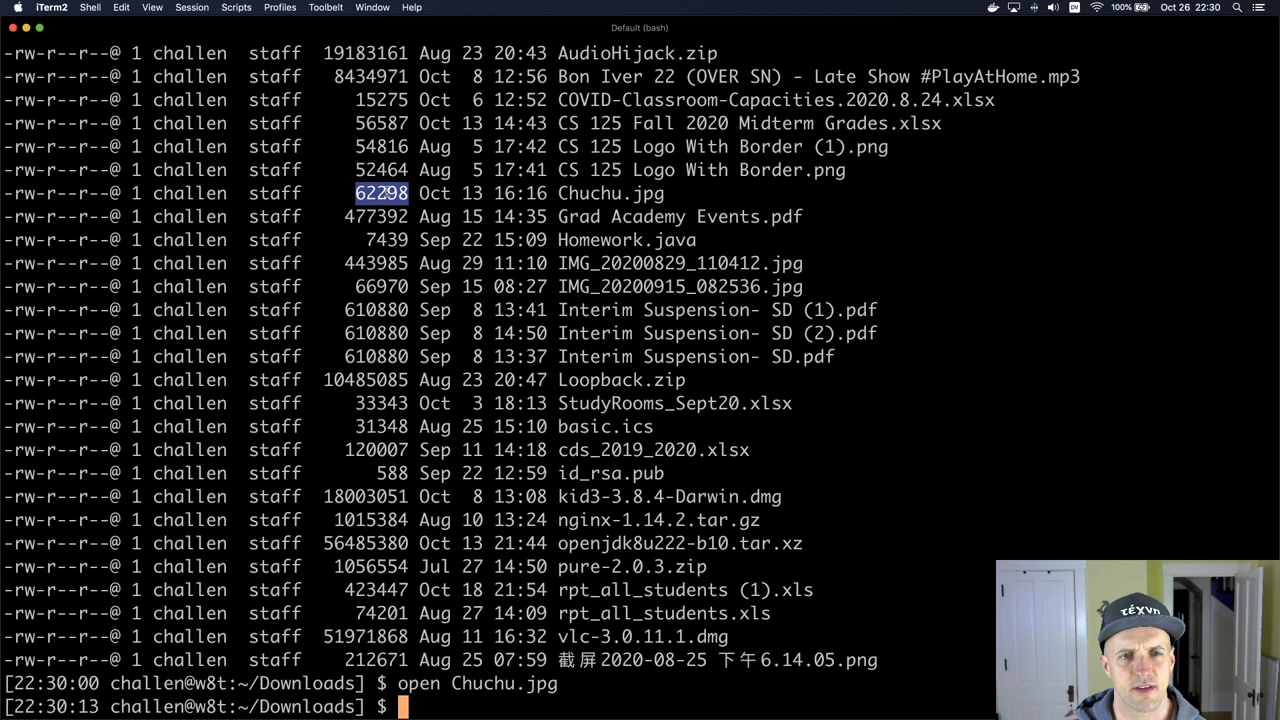 iTerm2 Shell Edit View Session Scripts Profiles Toolbelt Window Help 100% Oct 26 22:30
Default (bash)
-rw-r--r--@ 1 challen staff 19183161 Aug 23 20:43 AudioHijack.zip
-rw-r--r--@ 1 challen staff 8434971 Oct 8 12:56 Bon Iver 22 (OVER SN) - Late Show #PlayAtHome.mp3
-rw-r--r--@ 1 challen staff 15275 Oct 6 12:52 COVID-Classroom-Capacities.2020.8.24.xlsx
-rw-r--r--@ 1 challen staff 56587 Oct 13 14:43 CS 125 Fall 2020 Midterm Grades.xlsx
-rw-r--r--@ 1 challen staff 54816 Aug 5 17:42 CS 125 Logo With Border (1).png
-rw-r--r--@ 1 challen staff 52464 Aug 5 17:41 CS 125 Logo With Border.png
-rw-r--r--@ 1 challen staff 62298 Oct 13 16:16 Chuchu.jpg
-rw-r--r--@ 1 challen staff 477392 Aug 15 14:35 Grad Academy Events.pdf
-rw-r--r--@ 1 challen staff 7439 Sep 22 15:09 Homework.java
-rw-r--r--@ 1 challen staff 443985 Aug 29 11:10 IMG_20200829_110412.jpg
-rw-r--r--@ 1 challen staff 66970 Sep 15 08:27 IMG_20200915_082536.jpg
-rw-r--r--@ 1 challen staff 610880 Sep 8 13:41 Interim Suspension- SD (1).pdf
-rw-r--r--@ 1 challen staff 610880 Sep 8 14:50 Interim Suspension- SD (2).pdf
-rw-r--r--@ 1 challen staff 610880 Sep 8 13:37 Interim Suspension- SD.pdf
-rw-r--r--@ 1 challen staff 10485085 Aug 23 20:47 Loopback.zip
-rw-r--r--@ 1 challen staff 33343 Oct 3 18:13 StudyRooms_Sept20.xlsx
-rw-r--r--@ 1 challen staff 31348 Aug 25 15:10 basic.ics
-rw-r--r--@ 1 challen staff 120007 Sep 11 14:18 cds_2019_2020.xlsx
-rw-r--r--@ 1 challen staff 588 Sep 22 12:59 id_rsa.pub
-rw-r--r--@ 1 challen staff 18003051 Oct 8 13:08 kid3-3.8.4-Darwin.dmg
-rw-r--r--@ 1 challen staff 1015384 Aug 10 13:24 nginx-1.14.2.tar.gz
-rw-r--r--@ 1 challen staff 56485380 Oct 13 21:44 openjdk8u222-b10.tar.xz
-rw-r--r--@ 1 challen staff 1056554 Jul 27 14:50 pure-2.0.3.zip
-rw-r--r--@ 1 challen staff 423447 Oct 18 21:54 rpt_all_students (1).xls
-rw-r--r--@ 1 challen staff 74201 Aug 27 14:09 rpt_all_students.xls
-rw-r--r--@ 1 challen staff 51971868 Aug 11 16:32 vlc-3.0.11.1.dmg
-rw-r--r--@ 1 challen staff 212671 Aug 25 07:59 截屏2020-08-25 下午6.14.05.png
[22:30:00 challen@w8t:~/Downloads] $ open Chuchu.jpg
[22:30:13 challen@w8t:~/Downloads] $
τέχνη